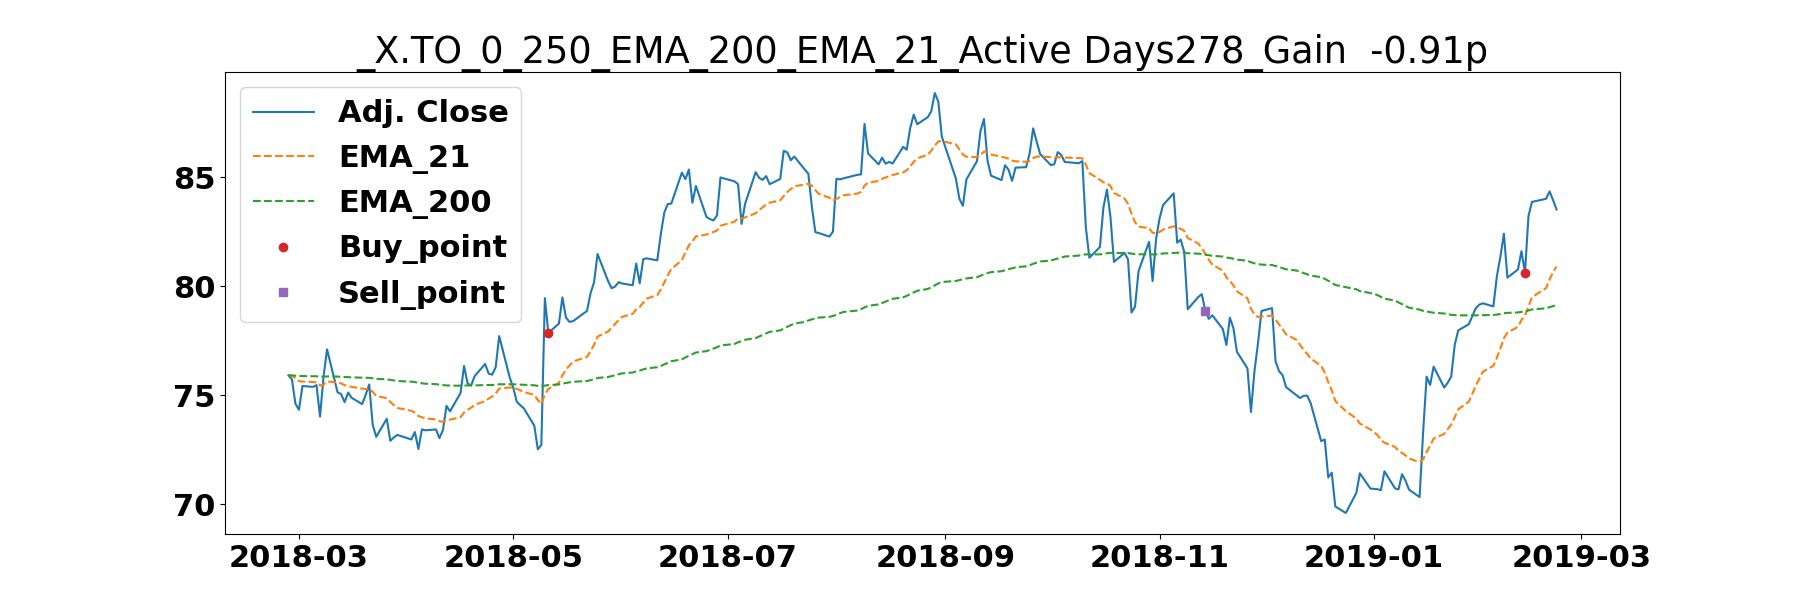 _X.TO_0_250_EMA_200_EMA_21_Active Days278_Gain  -0.91p
Adj. Close
EMA_21
EMA_200
Buy_point
Sell_point
85
80
75
70
2018-03 2018-05 2018-07 2018-09 2018-11 2019-01 2019-03